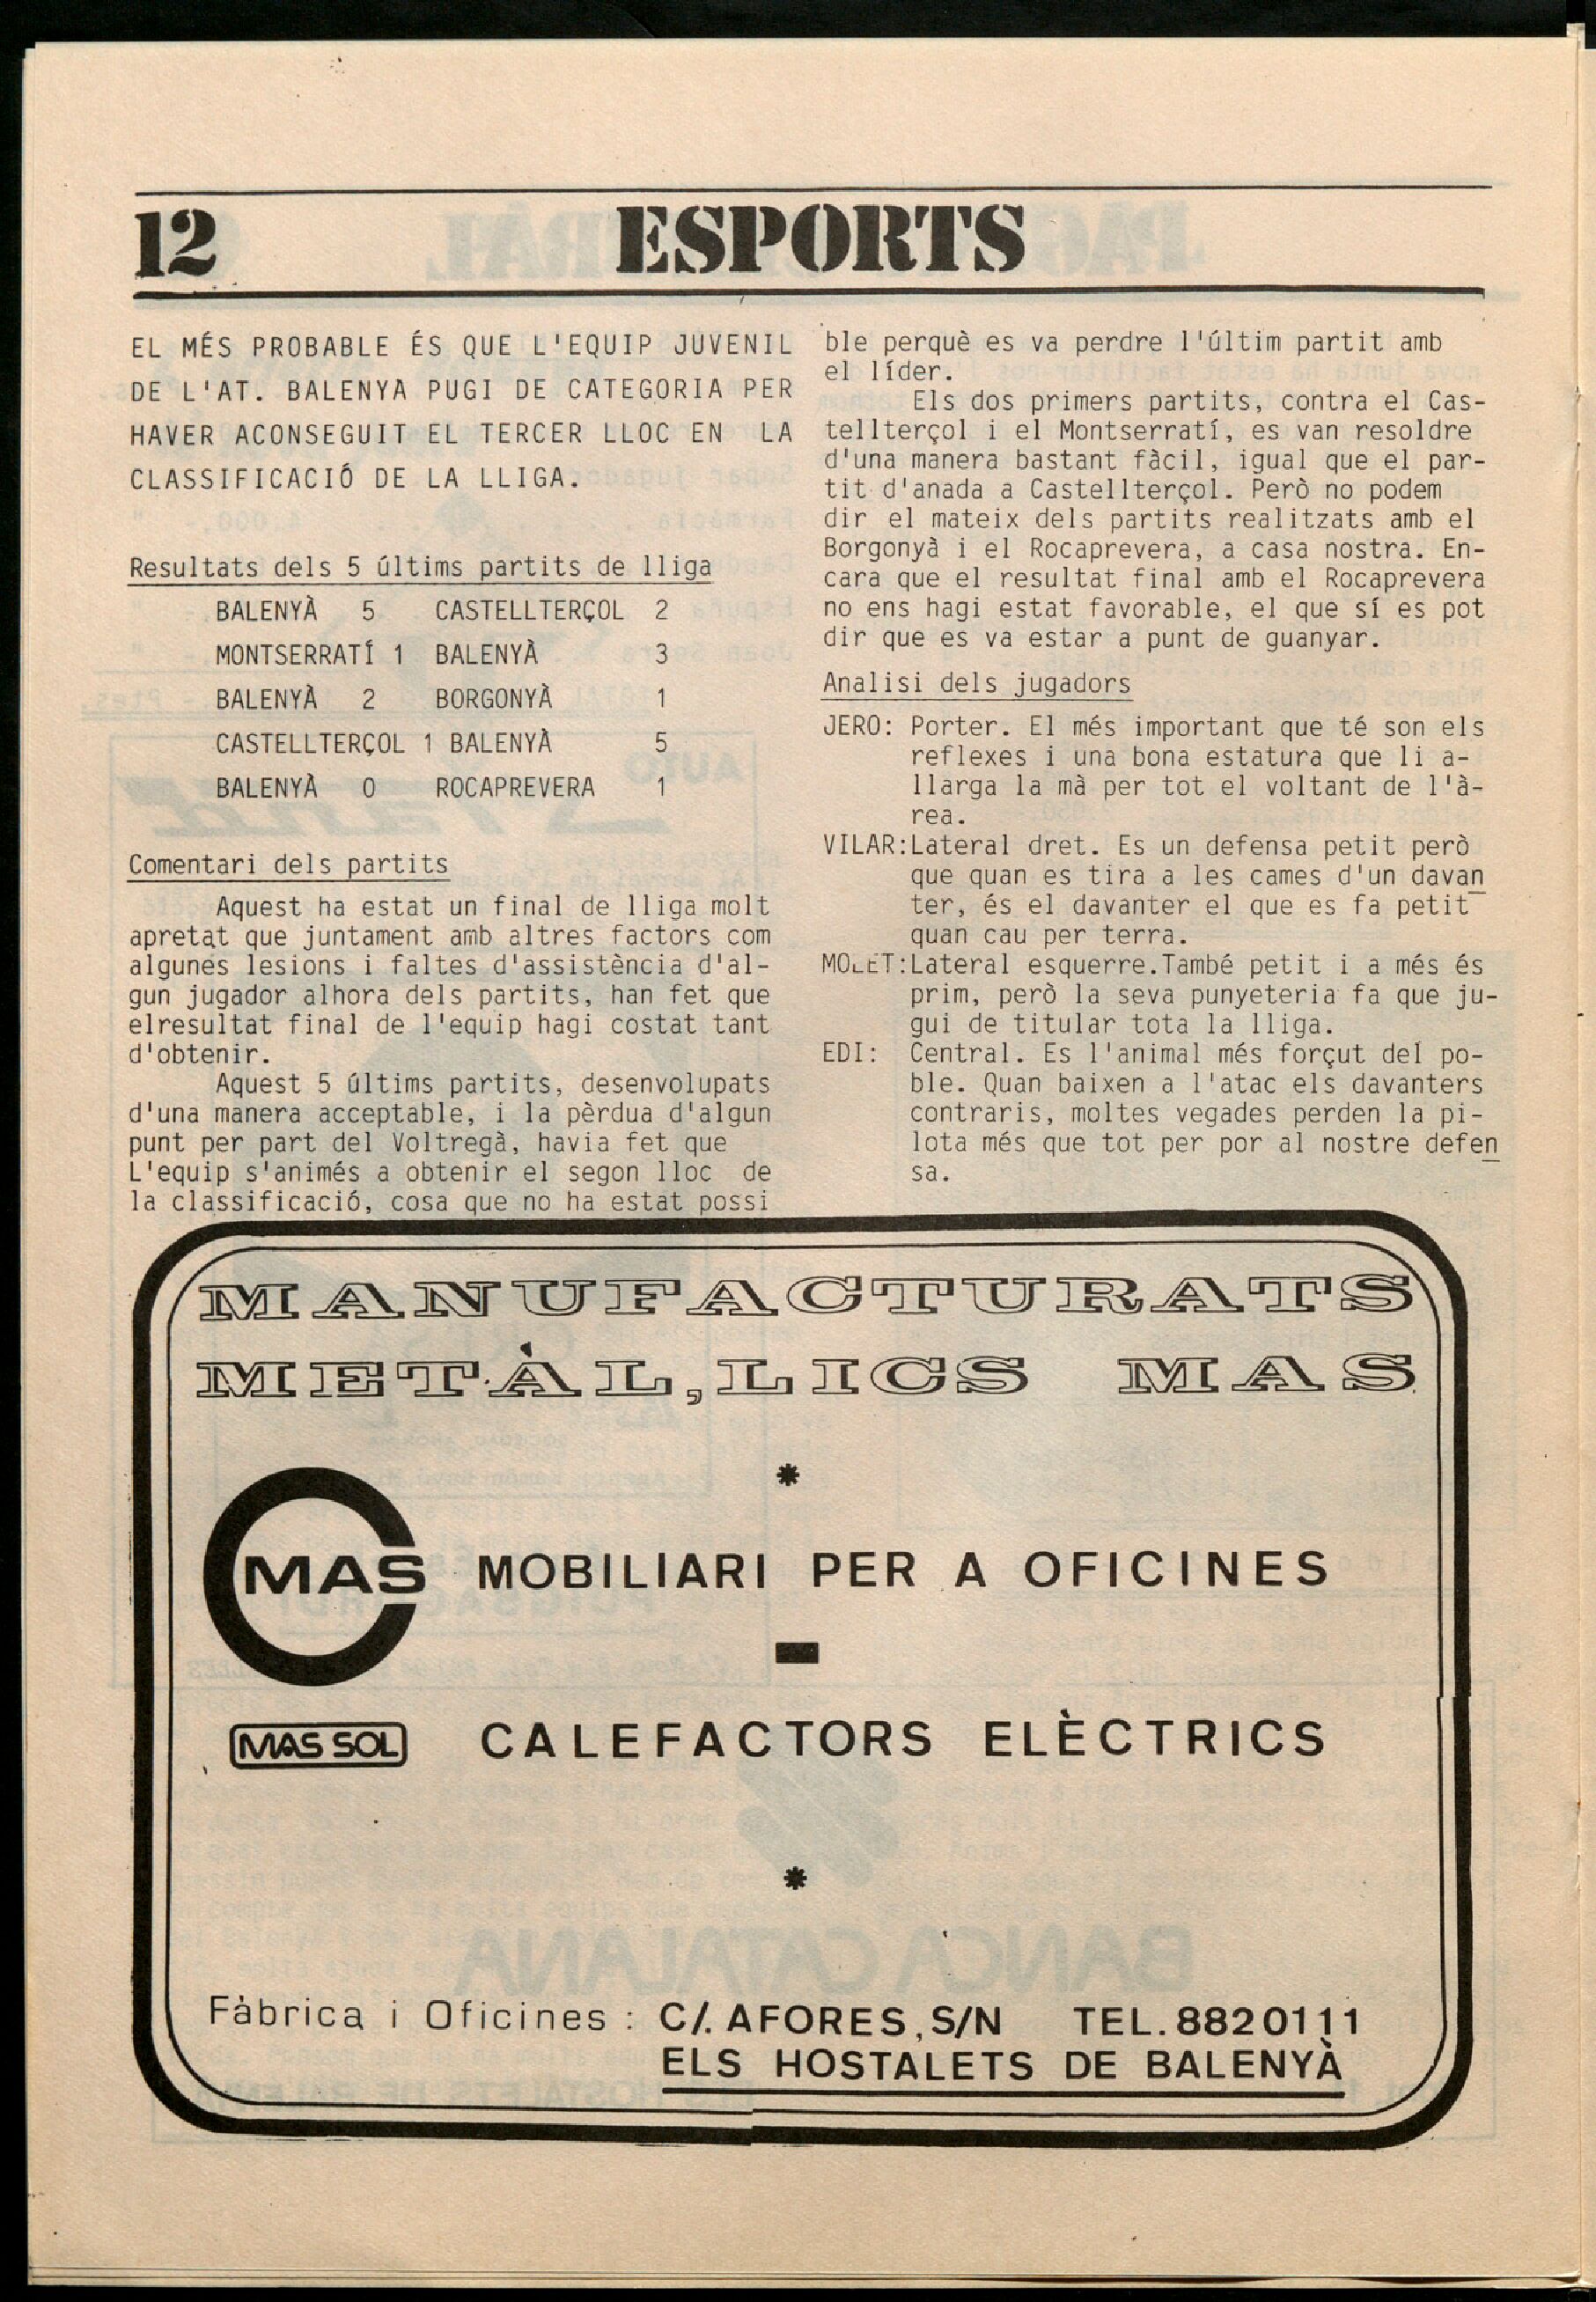 12 ESPORTS
EL MÉS PROBABLE ÉS QUE L'EQUIP JUVENIL
DE L'AT. BALENYA PUGI DE CATEGORIA PER
HAVER ACONSEGUIT EL TERCER LLOC EN LA
CLASSIFICACIÓ DE LA LLIGA.
Resultats dels 5 últims partits de lliga
BALENYÀ 5 CASTELLTERÇOL 2
MONTSERRATÍ 1 BALENYÀ 3
BALENYÀ 2 BORGONYÀ 1
CASTELLTERÇOL 1 BALENYÀ 5
BALENYÀ 0 ROCAPREVERA 1
Comentari dels partits
Aquest ha estat un final de lliga molt
apretat que juntament amb altres factors com
algunes lesions i faltes d'assistència d'al-
gun jugador alhora dels partits, han fet que
elresultat final de l'equip hagi costat tant
d'obtenir.
Aquest 5 últims partits, desenvolupats
d'una manera acceptable, i la pèrdua d'algun
punt per part del Voltregà, havia fet que
L'equip s'animés a obtenir el segon lloc de
la classificació, cosa que no ha estat possi
ble perquè es va perdre l'últim partit amb
el líder.
Els dos primers partits, contra el Cas-
tellterçol i el Montserratí, es van resoldre
d'una manera bastant fàcil, igual que el par-
tit d'anada a Castellterçol. Però no podem
dir el mateix dels partits realitzats amb el
Borgonyà i el Rocaprevera, a casa nostra. En-
cara que el resultat final amb el Rocaprevera
no ens hagi estat favorable, el que sí es pot
dir que es va estar a punt de guanyar.
Analisi dels jugadors
JERO: Porter. El més important que té son els
reflexes i una bona estatura que li a-
llarga la mà per tot el voltant de l'à-
rea.
VILAR:Lateral dret. Es un defensa petit però
que quan es tira a les cames d'un davan
ter, és el davanter el que es fa petit
quan cau per terra.
MOLET:Lateral esquerre.També petit i a més és
prim, però la seva punyeteria fa que ju-
gui de titular tota la lliga.
EDI: Central. Es l'animal més forçut del po-
ble. Quan baixen a l'atac els davanters
contraris, moltes vegades perden la pi-
lota més que tot per por al nostre defen
sa.
MANUFACTURATS
METÀL,LICS MAS
*
MAS MOBILIARI PER A OFICINES
-
MAS SOL CALEFACTORS ELÈCTRICS
*
Fàbrica i Oficines : C/. AFORES, S/N TEL. 8820111
ELS HOSTALETS DE BALENYÀ